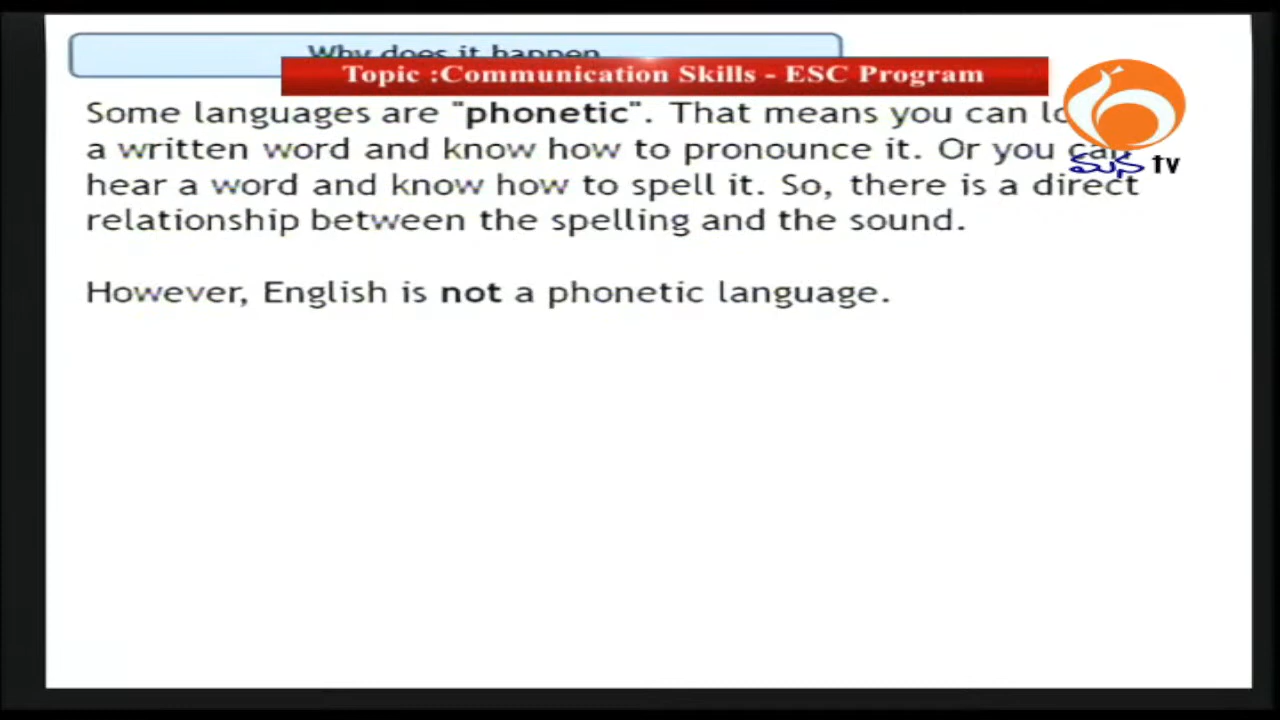 Why does it happen
Topic :Communication Skills - ESC Program
Some languages are "phonetic". That means you can
a written word and know how to pronounce it. Or you can
hear a word and know how to spell it. So, there is a direct
relationship between the spelling and the sound.
However, English is not a phonetic language.
మన tv